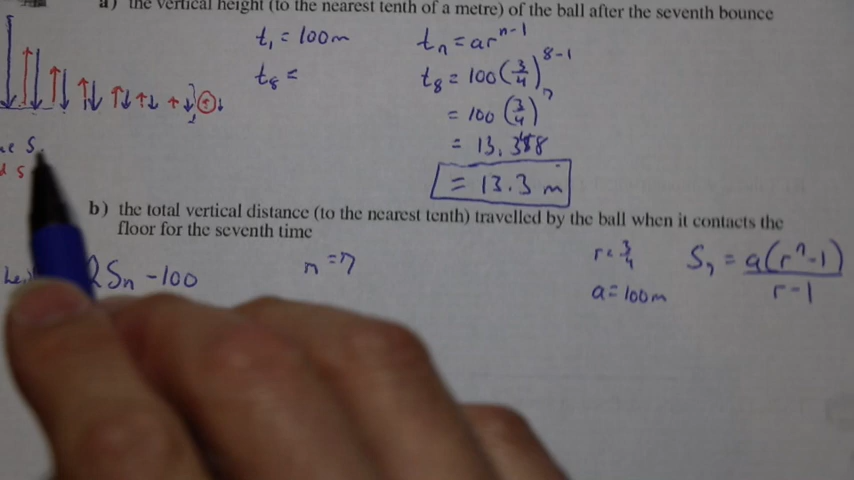 a) the vertical height (to the nearest tenth of a metre) of the ball after the seventh bounce
t₁ = 100m
t₈ =
tₙ = arⁿ⁻¹
t₈ = 100(3/4)⁸⁻¹
= 100(3/4)⁷
= 13.348
= 13.3 m
b) the total vertical distance (to the nearest tenth) travelled by the ball when it contacts the
floor for the seventh time
2Sₙ - 100
n = 7
r = 3/4
a = 100m
S₇ = a(rⁿ-1)/r-1